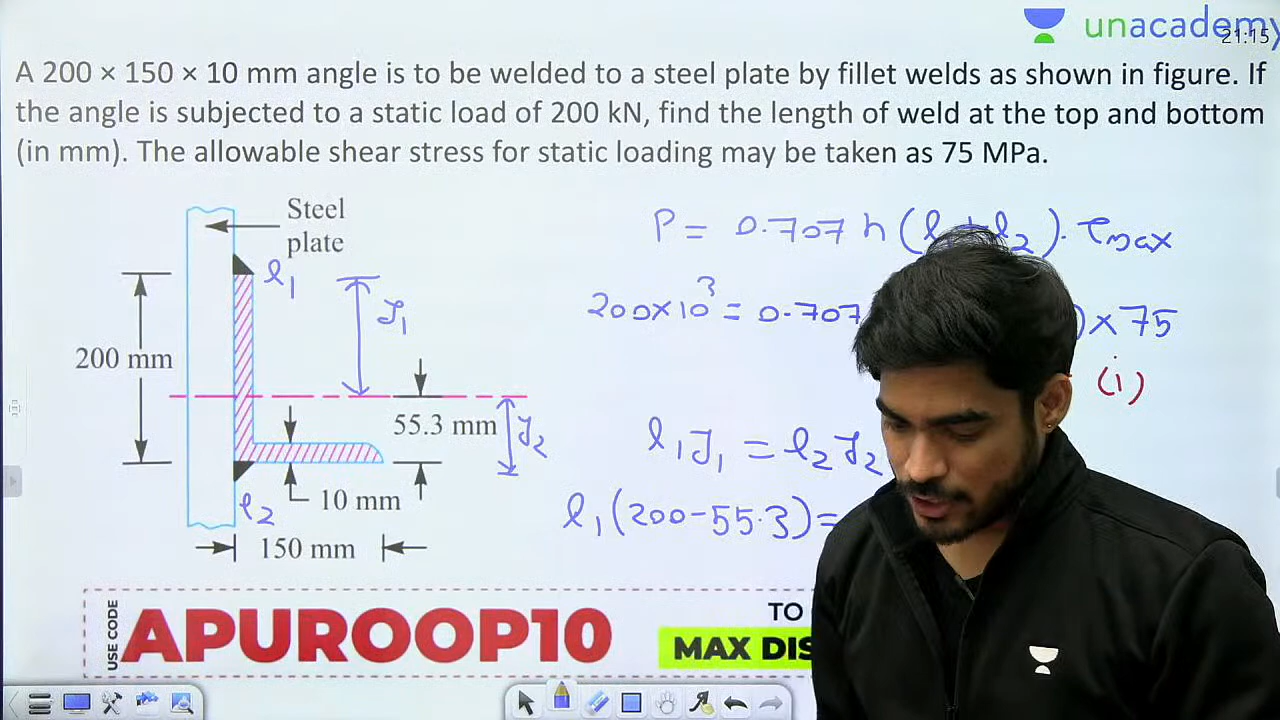 unacademy
21:15
A 200 × 150 × 10 mm angle is to be welded to a steel plate by fillet welds as shown in figure. If
the angle is subjected to a static load of 200 kN, find the length of weld at the top and bottom
(in mm). The allowable shear stress for static loading may be taken as 75 MPa.
Steel
plate
l1
J1
200 mm
55.3 mm
J2
10 mm
l2
150 mm
P = 0.707 h (l + l2). τmax
200×10³ = 0.707 ) × 75
(i)
l1 J1 = l2 J2
l1 (200-55.3) =
USE CODE
APUROOP10
TO
MAX DIS